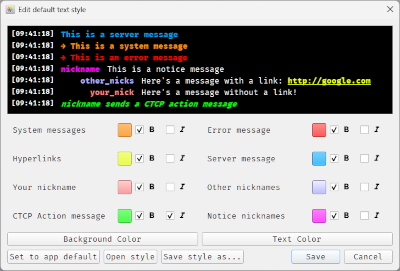 Edit default text style
[09:41:18] This is a server message
[09:41:18] → This is a system message
[09:41:18] → This is an error message
[09:41:18] nickname This is a notice message
[09:41:18] other_nicks Here's a message with a link: http://google.com
[09:41:18] your_nick Here's a message without a link!
[09:41:18] nickname sends a CTCP action message
System messages B I Error message B I
Hyperlinks B I Server message B I
Your nickname B I Other nicknames B I
CTCP Action message B I Notice nicknames B I
Background Color Text Color
Set to app default Open style Save style as... Save Cancel